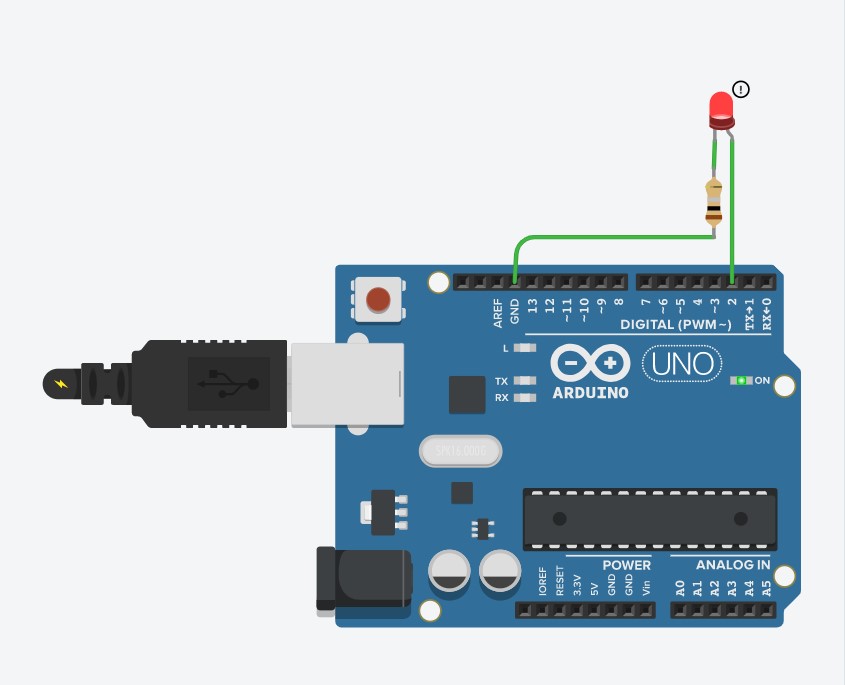 !
AREF
GND
13
12
~11
~10
~9
8
7
~6
~5
4
~3
2
TX→1
RX←0
DIGITAL (PWM ~)
L
TX
RX
UNO
ARDUINO
ON
IOREF
RESET
3.3V
5V
GND
GND
Vin
POWER
ANALOG IN
A0
A1
A2
A3
A4
A5